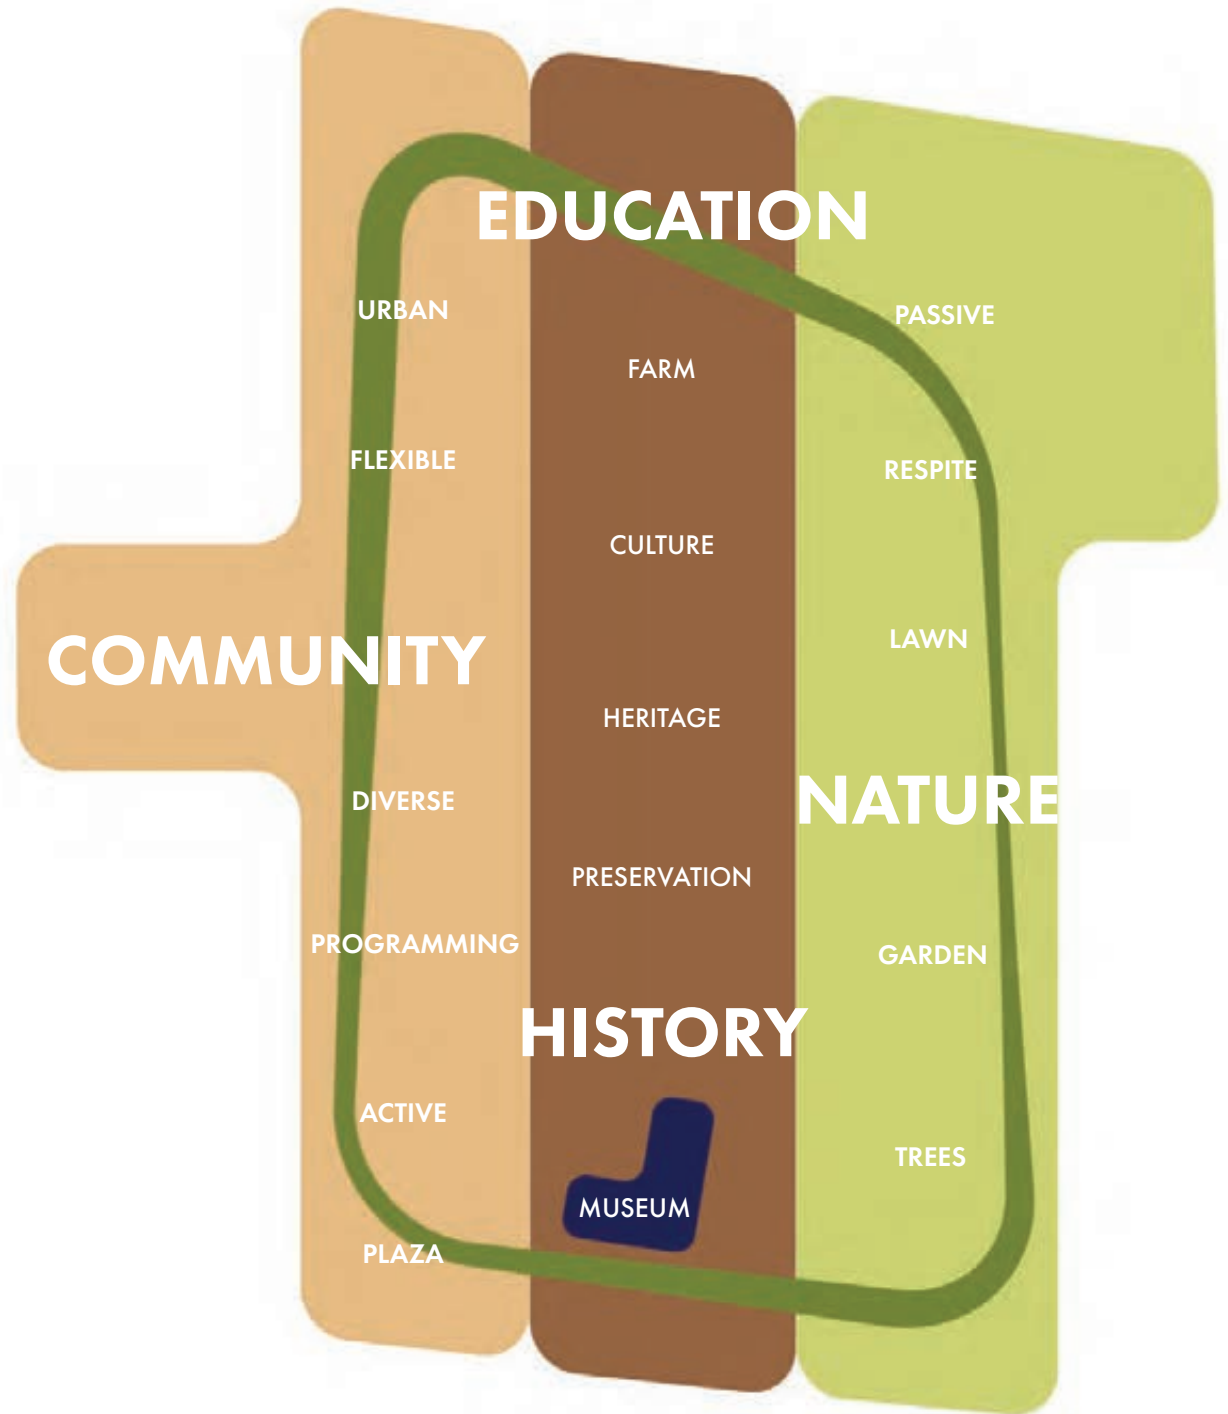 EDUCATION
URBAN
PASSIVE
FARM
FLEXIBLE
RESPITE
CULTURE
LAWN
COMMUNITY
HERITAGE
DIVERSE
NATURE
PRESERVATION
PROGRAMMING
GARDEN
HISTORY
ACTIVE
TREES
MUSEUM
PLAZA